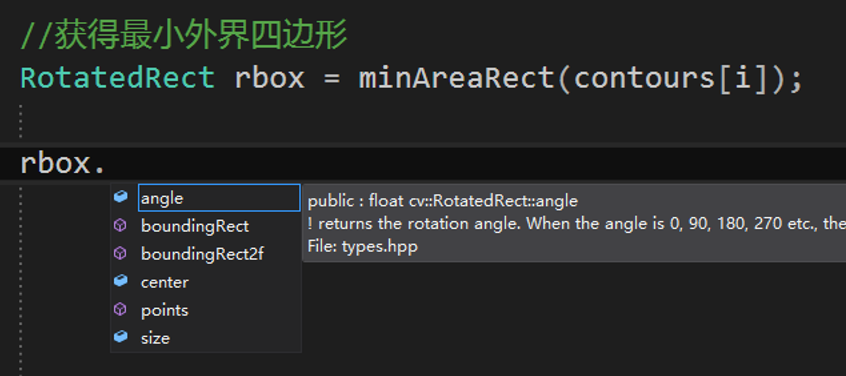 //获得最小外界四边形
RotatedRect rbox = minAreaRect(contours[i]);
rbox.
angle
boundingRect
boundingRect2f
center
points
size
public : float cv::RotatedRect::angle
! returns the rotation angle. When the angle is 0, 90, 180, 270 etc., the
File: types.hpp